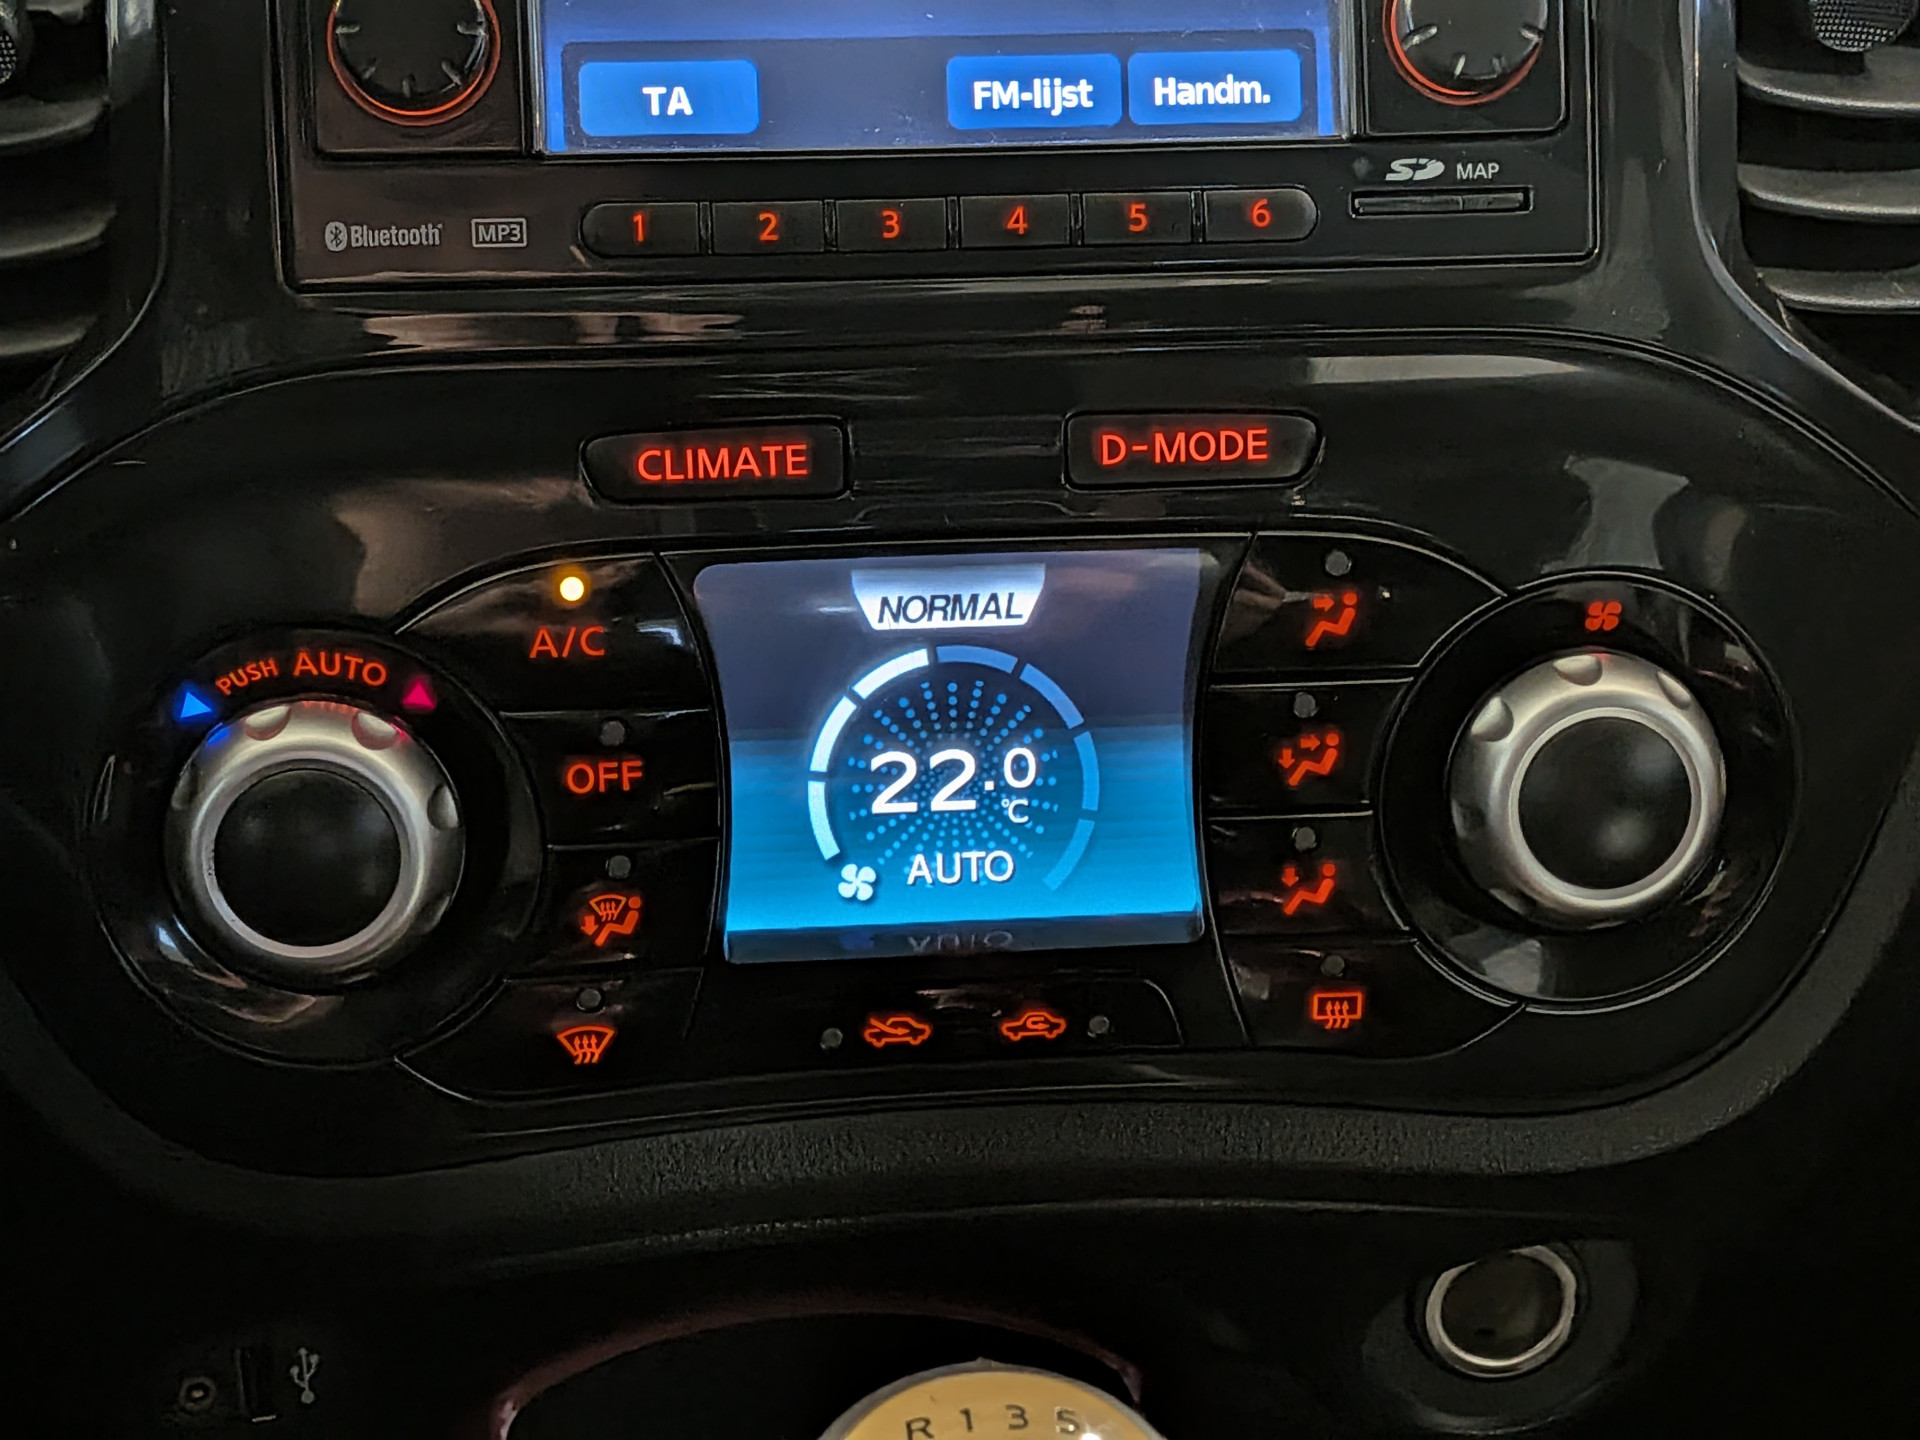 TA FM-lijst Handm.
SD MAP
Bluetooth MP3 1 2 3 4 5 6
CLIMATE D-MODE
NORMAL
A/C
PUSH AUTO
OFF
22.0
°C
AUTO
R 1 3 5